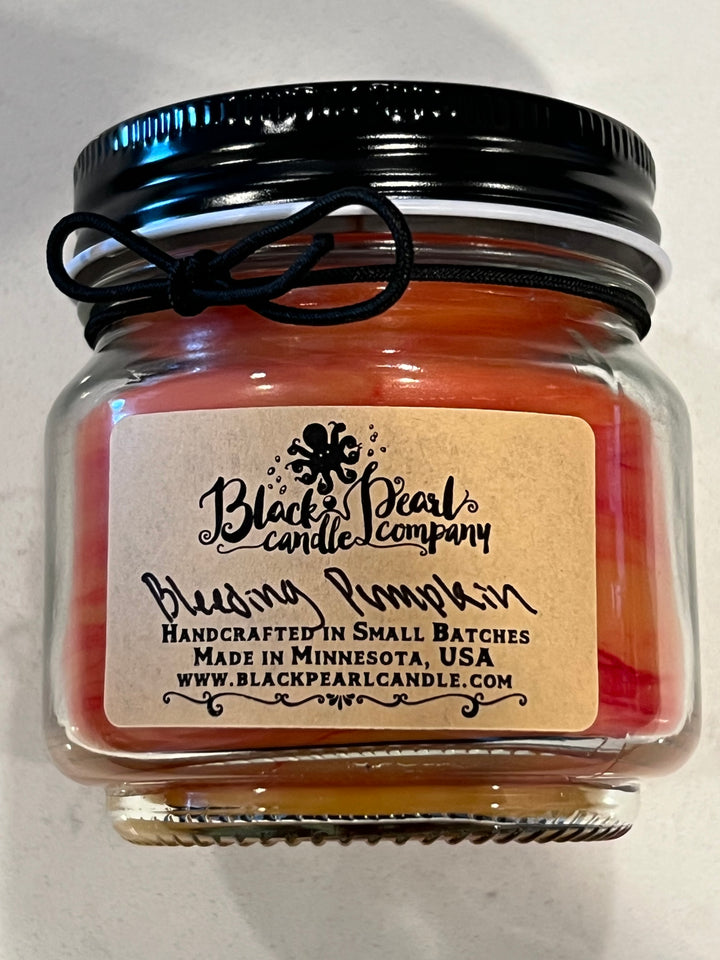 Black Pearl
candle company
Bleeding Pumpkin
HANDCRAFTED IN SMALL BATCHES
MADE IN MINNESOTA, USA
WWW.BLACKPEARLCANDLE.COM